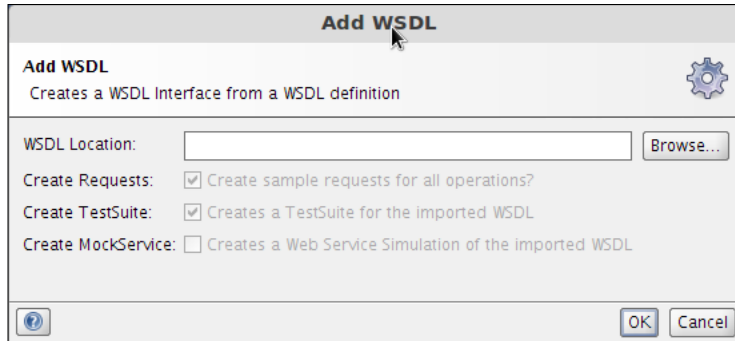 Add WSDL
Add WSDL
Creates a WSDL Interface from a WSDL definition
WSDL Location: Browse...
Create Requests: Create sample requests for all operations?
Create TestSuite: Creates a TestSuite for the imported WSDL
Create MockService: Creates a Web Service Simulation of the imported WSDL
? OK Cancel